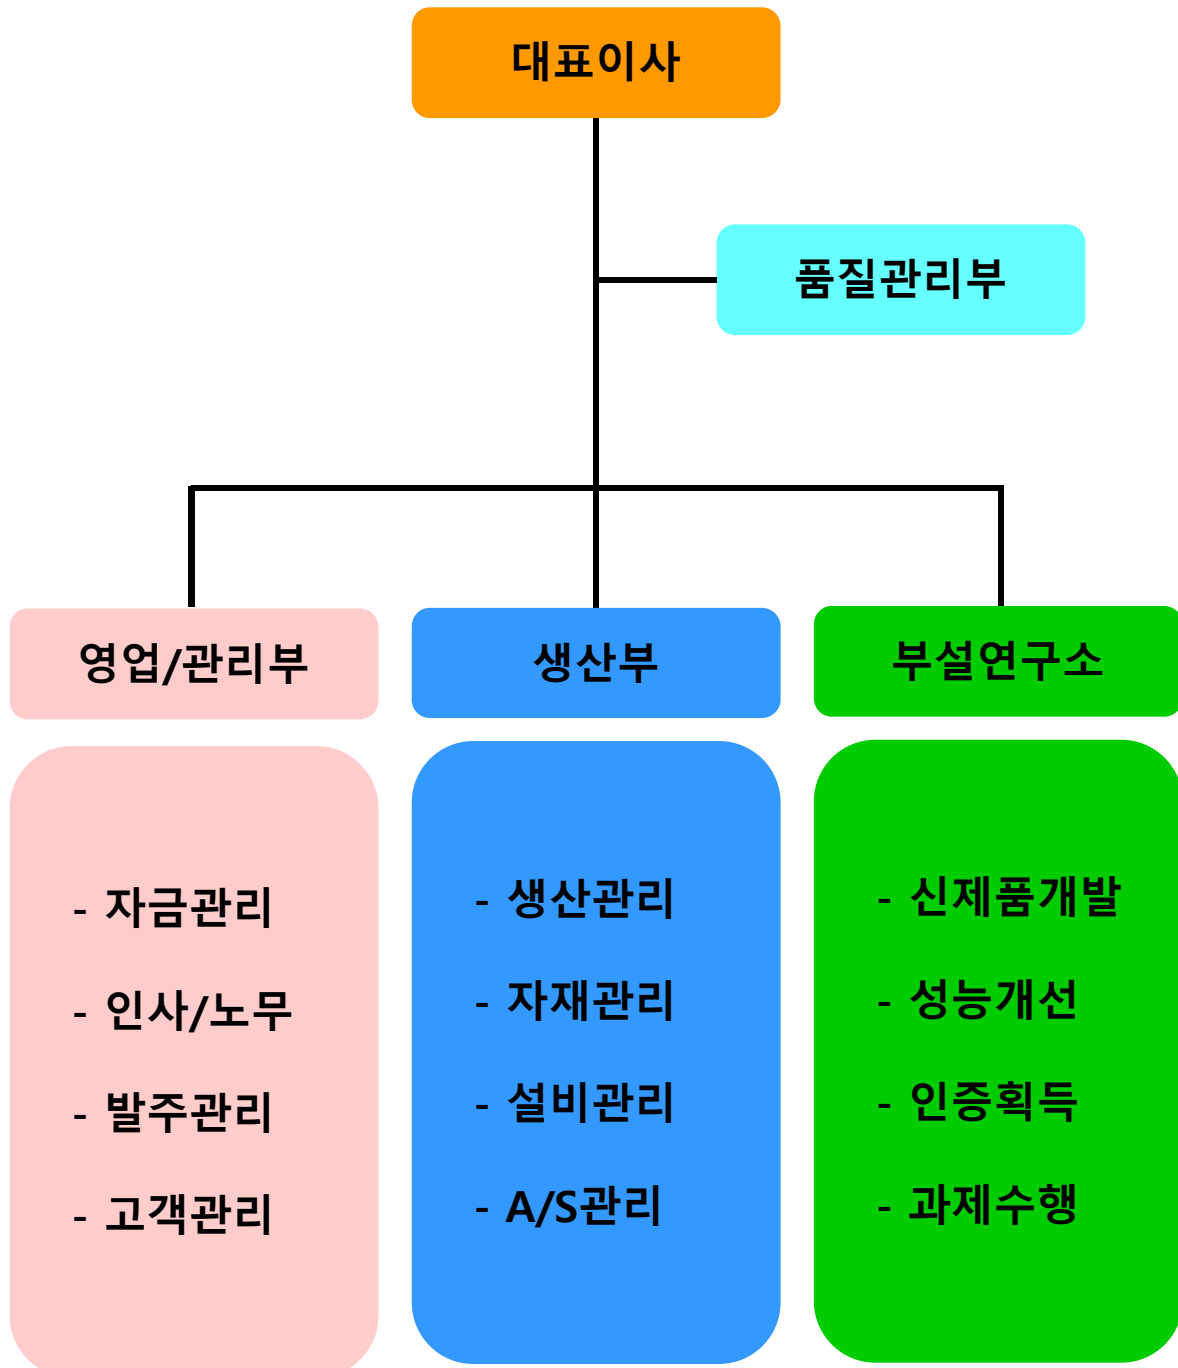 대표이사
품질관리부
영업/관리부
생산부
부설연구소
- 자금관리
- 인사/노무
- 발주관리
- 고객관리
- 생산관리
- 자재관리
- 설비관리
- A/S관리
- 신제품개발
- 성능개선
- 인증획득
- 과제수행